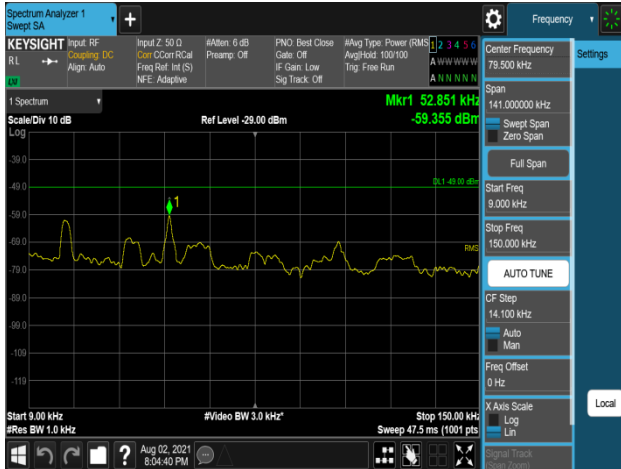 Spectrum Analyzer 1
Swept SA
Frequency
KEYSIGHT
R L
LV
Input: RF
Coupling: DC
Align: Auto
Input Z: 50 Ω
Corr CCorr RCal
Freq Ref: Int (S)
NFE: Adaptive
#Atten: 6 dB
Preamp: Off
PNO: Best Close
Gate: Off
IF Gain: Low
Sig Track: Off
#Avg Type: Power (RMS
Avg|Hold: 100/100
Trig: Free Run
1 2 3 4 5 6
A W W W W W
A N N N N N
1 Spectrum
Scale/Div 10 dB
Log
Ref Level -29.00 dBm
Mkr1 52.851 kHz
-59.355 dBm
-39.0
-49.0
-59.0
-69.0
-79.0
-89.0
-99.0
-109
-119
DL1 -49.00 dBm
1
RMS
Start 9.00 kHz
#Res BW 1.0 kHz
#Video BW 3.0 kHz*
Stop 150.00 kHz
Sweep 47.5 ms (1001 pts
Aug 02, 2021
8:04:40 PM
Center Frequency
79.500 kHz
Span
141.000000 kHz
Swept Span
Zero Span
Full Span
Start Freq
9.000 kHz
Stop Freq
150.000 kHz
AUTO TUNE
CF Step
14.100 kHz
Auto
Man
Freq Offset
0 Hz
X Axis Scale
Log
Lin
Signal Track
(Span Zoom)
Settings
Local